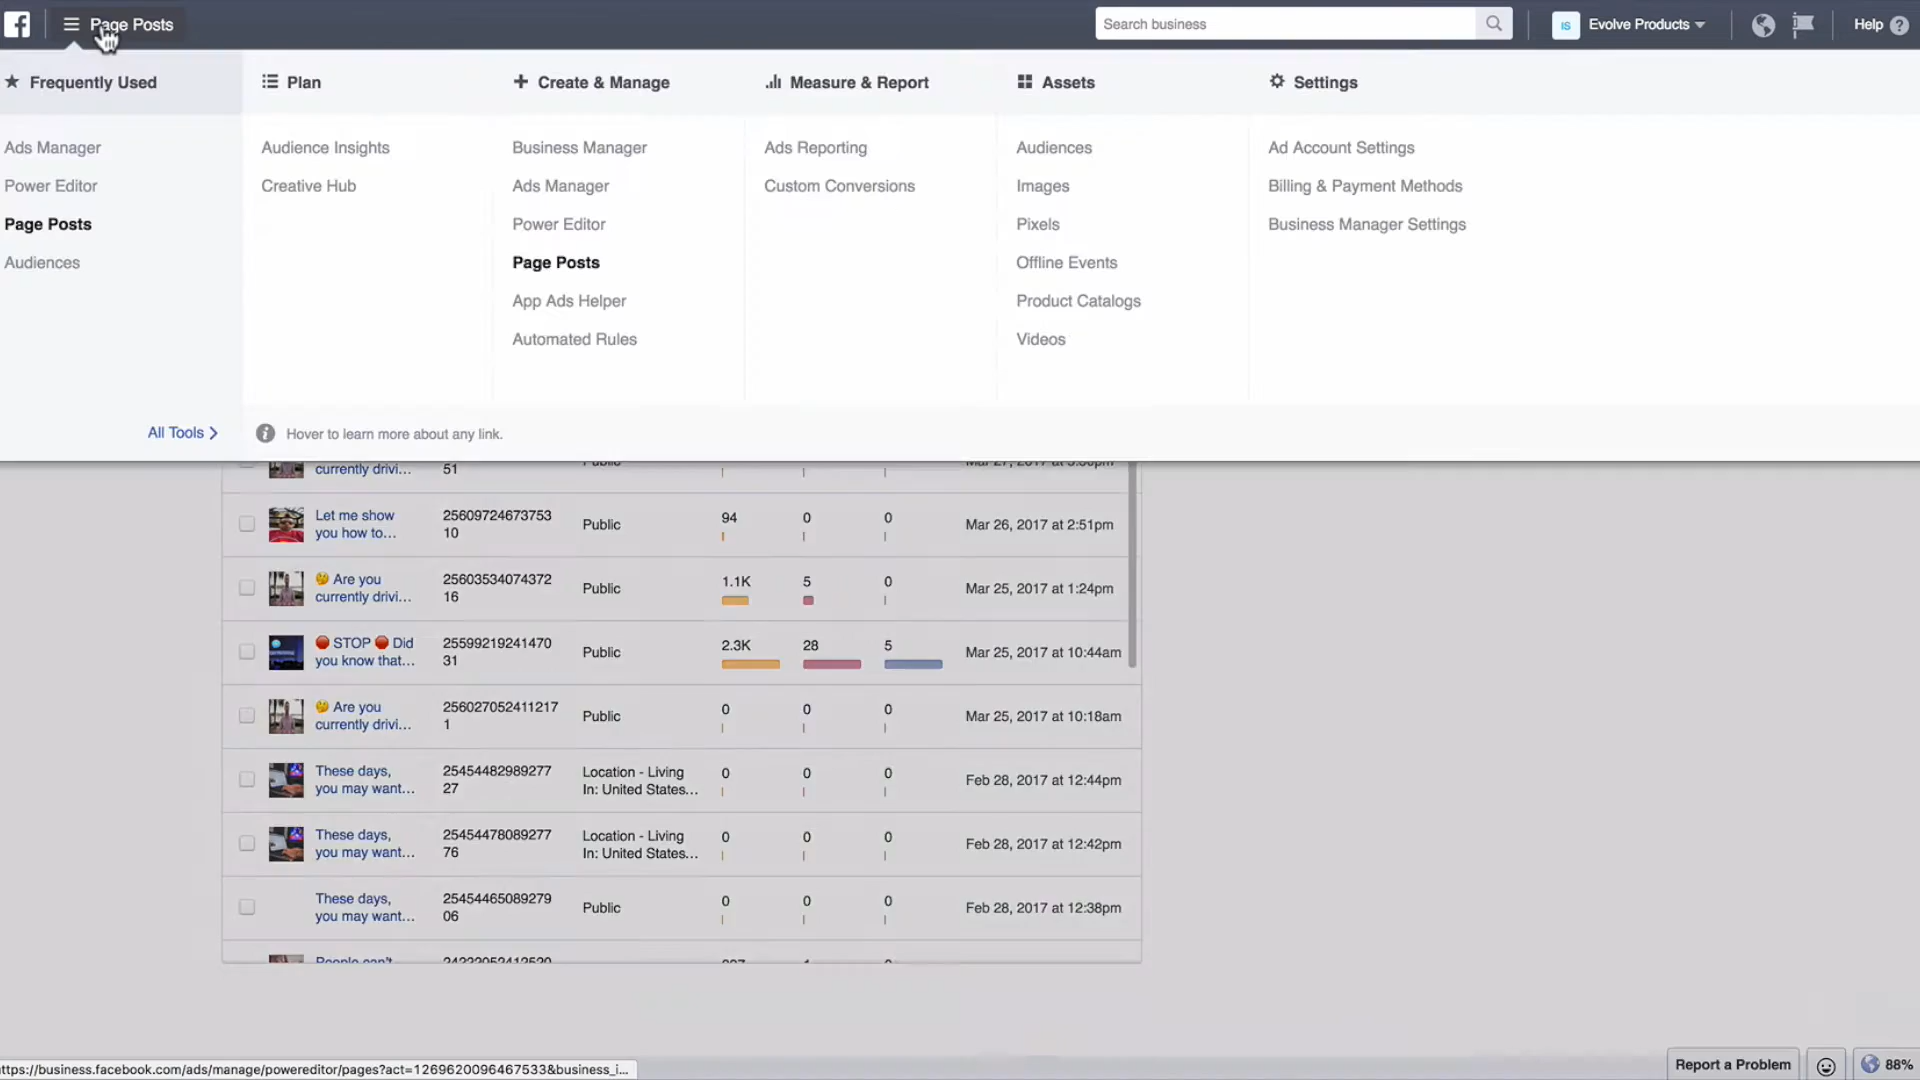 Page Posts
Search business
IS
Evolve Products
Help
Frequently Used
Plan
Create & Manage
Measure & Report
Assets
Settings
Ads Manager
Audience Insights
Business Manager
Ads Reporting
Audiences
Ad Account Settings
Power Editor
Creative Hub
Ads Manager
Custom Conversions
Images
Billing & Payment Methods
Page Posts
Power Editor
Pixels
Business Manager Settings
Audiences
Page Posts
Offline Events
App Ads Helper
Product Catalogs
Automated Rules
Videos
All Tools
Hover to learn more about any link.
currently drivi...
51
Public
Let me show
you how to...
25609724673753
10
Public
94
0
0
Mar 26, 2017 at 2:51pm
Are you
currently drivi...
25603534074372
16
Public
1.1K
5
0
Mar 25, 2017 at 1:24pm
STOP Did
you know that...
25599219241470
31
Public
2.3K
28
5
Mar 25, 2017 at 10:44am
Are you
currently drivi...
256027052411217
1
Public
0
0
0
Mar 25, 2017 at 10:18am
These days,
you may want...
25454482989277
27
Location - Living
In: United States...
0
0
0
Feb 28, 2017 at 12:44pm
These days,
you may want...
25454478089277
76
Location - Living
In: United States...
0
0
0
Feb 28, 2017 at 12:42pm
These days,
you may want...
25454465089279
06
Public
0
0
0
Feb 28, 2017 at 12:38pm
People can't
ttps://business.facebook.com/ads/manage/powereditor/pages?act=1269620096467533&business_i...
Report a Problem
88%